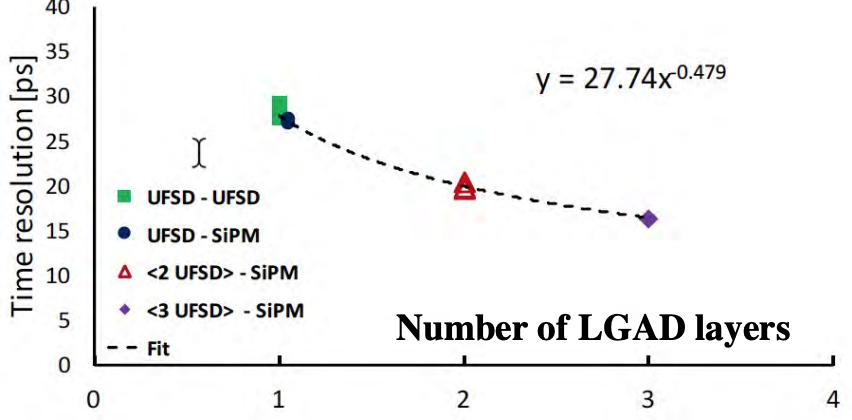 40
35
30
25
20
15
10
5
0
Time resolution [ps]
y = 27.74x-0.479
UFSD - UFSD
UFSD - SiPM
<2 UFSD> - SiPM
<3 UFSD> - SiPM
Fit
Number of LGAD layers
0 1 2 3 4